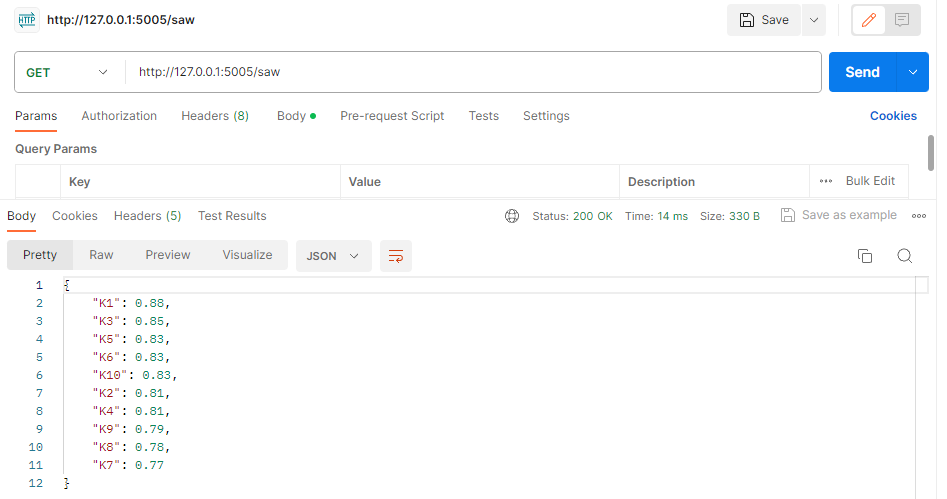 HTTP http://127.0.0.1:5005/saw Save
GET http://127.0.0.1:5005/saw Send
Params Authorization Headers (8) Body Pre-request Script Tests Settings Cookies
Query Params
Key Value Description Bulk Edit
Body Cookies Headers (5) Test Results Status: 200 OK Time: 14 ms Size: 330 B Save as example
Pretty Raw Preview Visualize JSON
1 {
2 "K1": 0.88,
3 "K3": 0.85,
4 "K5": 0.83,
5 "K6": 0.83,
6 "K10": 0.83,
7 "K2": 0.81,
8 "K4": 0.81,
9 "K9": 0.79,
10 "K8": 0.78,
11 "K7": 0.77
12 }